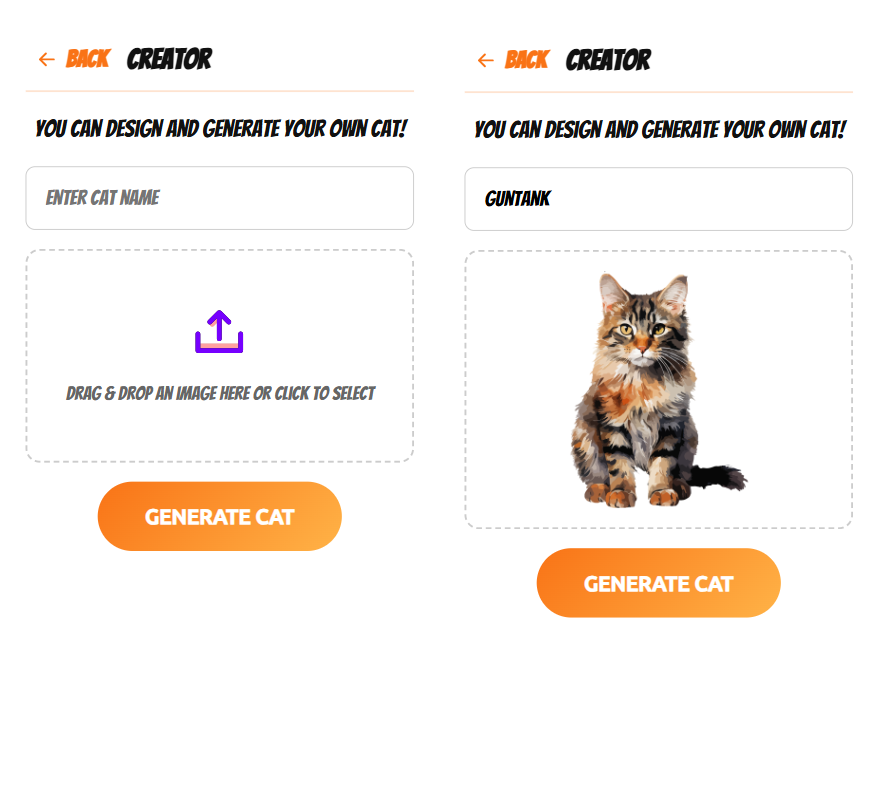 BACK CREATOR
YOU CAN DESIGN AND GENERATE YOUR OWN CAT!
ENTER CAT NAME
DRAG & DROP AN IMAGE HERE OR CLICK TO SELECT
GENERATE CAT
BACK CREATOR
YOU CAN DESIGN AND GENERATE YOUR OWN CAT!
GUNTANK
GENERATE CAT